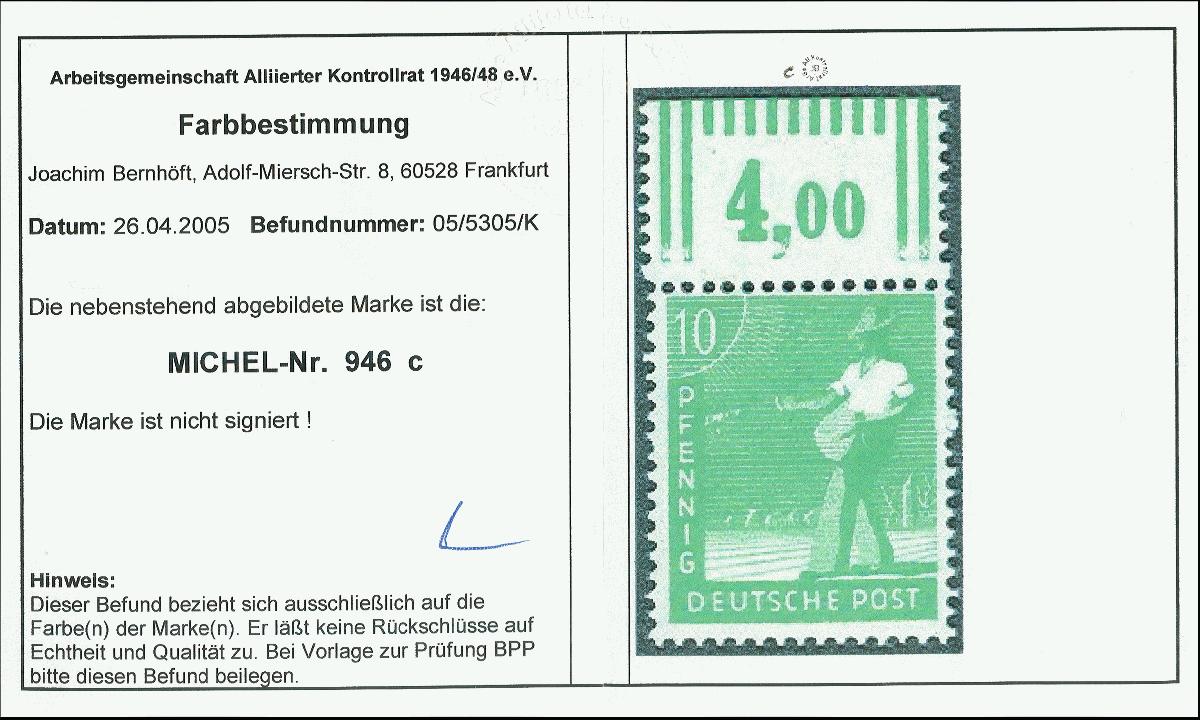 Arbeitsgemeinschaft Alliierter Kontrollrat 1946/48 e.V.
Farbbestimmung
Joachim Bernhöft, Adolf-Miersch-Str. 8, 60528 Frankfurt
Datum: 26.04.2005 Befundnummer: 05/5305/K
Die nebenstehend abgebildete Marke ist die:
MICHEL-Nr. 946 c
Die Marke ist nicht signiert !
Hinweis:
Dieser Befund bezieht sich ausschließlich auf die
Farbe(n) der Marke(n). Er läßt keine Rückschlüsse auf
Echtheit und Qualität zu. Bei Vorlage zur Prüfung BPP
bitte diesen Befund beilegen.
c
4,00
10
PFENNIG
DEUTSCHE POST